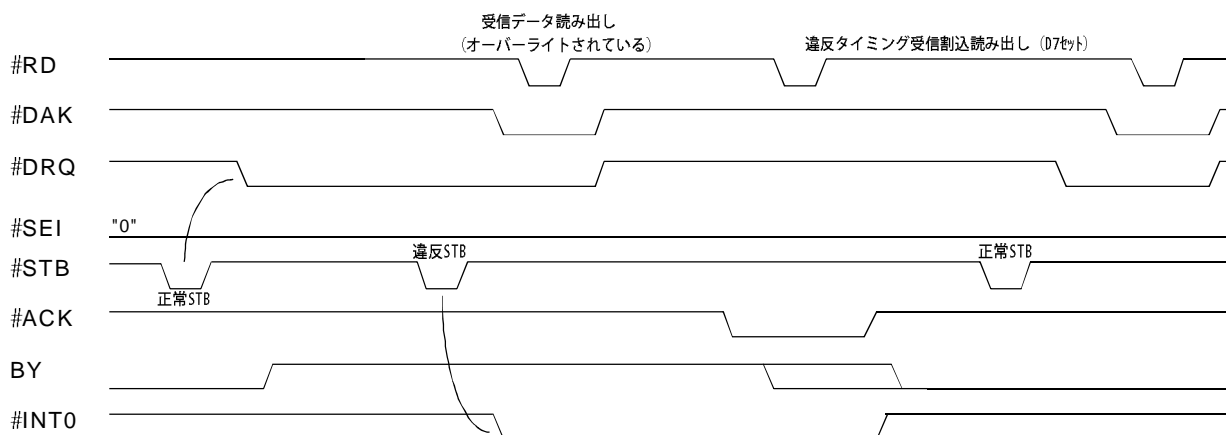 受信データ読み出し
(オーバーライトされている)
違反タイミング受信割込読み出し (D7ｾｯﾄ)
#RD
#DAK
#DRQ
#SEI
"0"
違反STB
正常STB
#STB
正常STB
#ACK
BY
#INT0